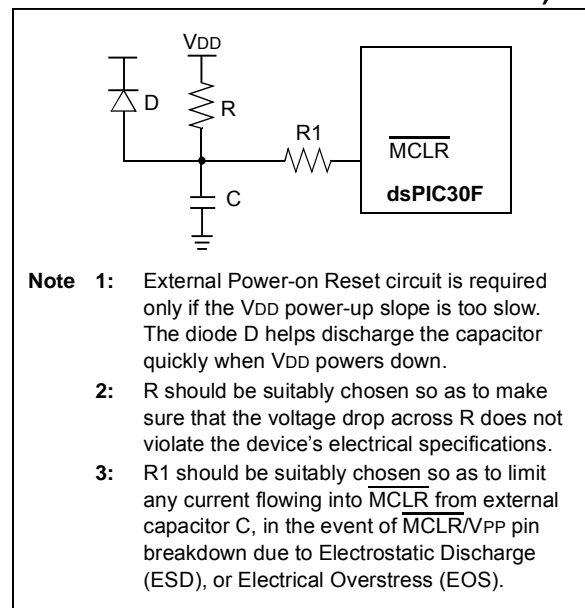 VDD
D
R
R1
MCLR
dsPIC30F
C
Note 1: External Power-on Reset circuit is required
only if the VDD power-up slope is too slow.
The diode D helps discharge the capacitor
quickly when VDD powers down.
2: R should be suitably chosen so as to make
sure that the voltage drop across R does not
violate the device's electrical specifications.
3: R1 should be suitably chosen so as to limit
any current flowing into MCLR from external
capacitor C, in the event of MCLR/VPP pin
breakdown due to Electrostatic Discharge
(ESD), or Electrical Overstress (EOS).